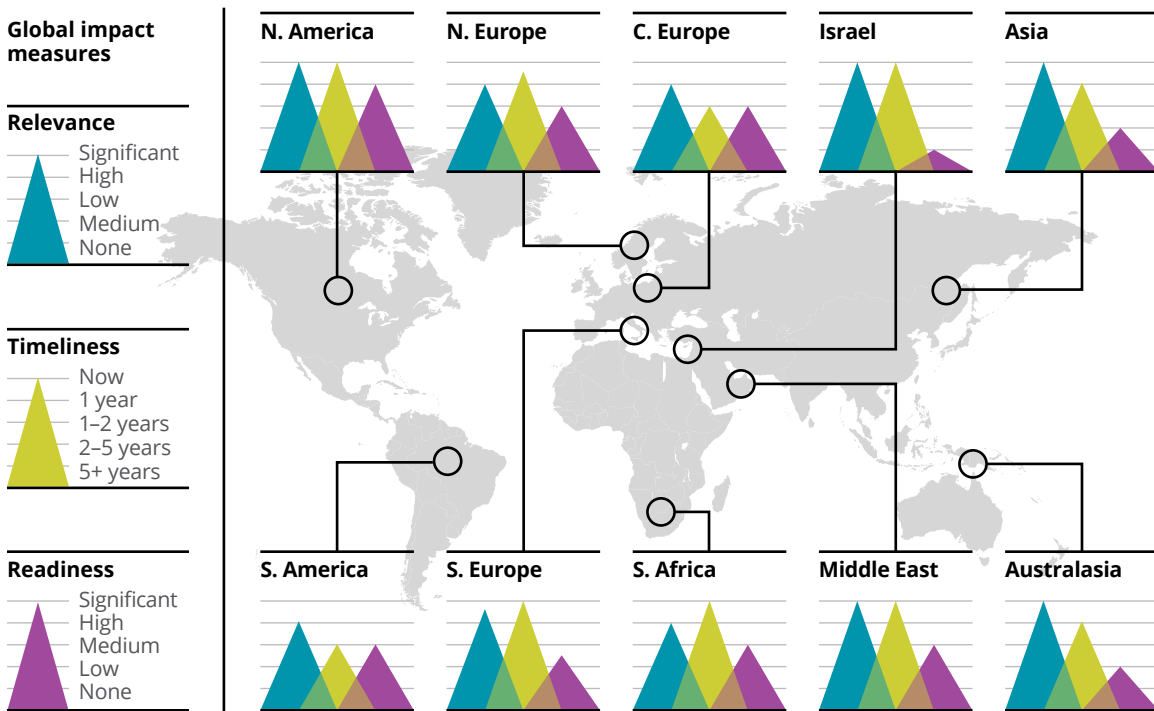 Global impact
measures
Relevance
Significant
High
Low
Medium
None
Timeliness
Now
1 year
1–2 years
2–5 years
5+ years
Readiness
Significant
High
Medium
Low
None
N. America
N. Europe
C. Europe
Israel
Asia
S. America
S. Europe
S. Africa
Middle East
Australasia